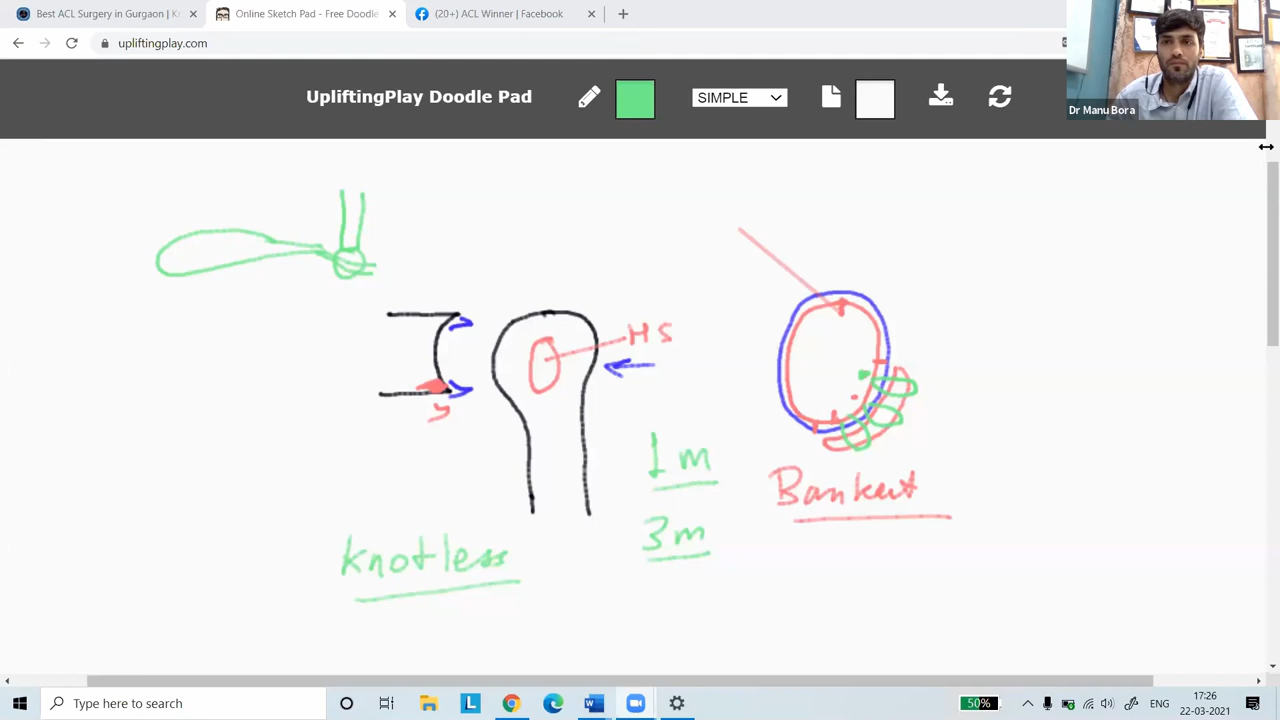 Best ACL Surgery in Gurgaon | K
Online Sketch Pad - Free Doodle
(20+) ACL Winner | Facebook
upliftingplay.com
UpliftingPlay Doodle Pad
SIMPLE
Dr Manu Bora
HS
1m
3m
Bankart
Knotless
Type here to search
50%
ENG
17:26
22-03-2021